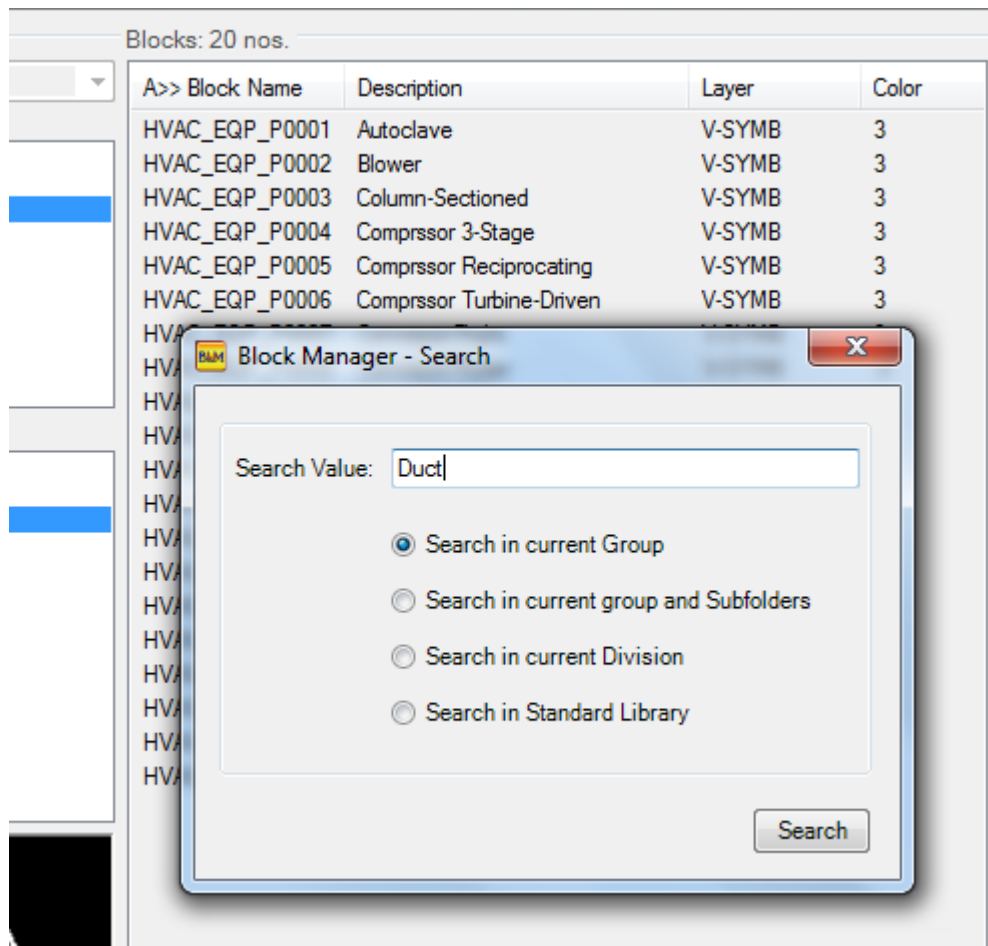 Blocks: 20 nos.
A>> Block Name Description Layer Color
HVAC_EQP_P0001 Autoclave V-SYMB 3
HVAC_EQP_P0002 Blower V-SYMB 3
HVAC_EQP_P0003 Column-Sectioned V-SYMB 3
HVAC_EQP_P0004 Comprssor 3-Stage V-SYMB 3
HVAC_EQP_P0005 Comprssor Reciprocating V-SYMB 3
HVAC_EQP_P0006 Comprssor Turbine-Driven V-SYMB 3
B&M Block Manager - Search
Search Value: Duct
Search in current Group
Search in current group and Subfolders
Search in current Division
Search in Standard Library
Search